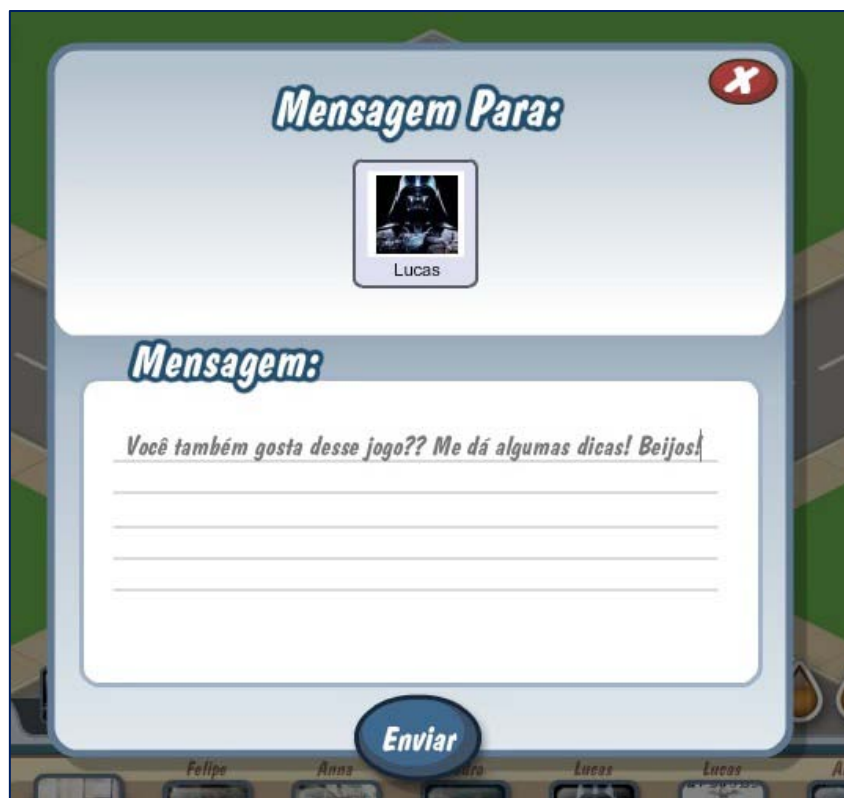 Mensagem Para:
X
Lucas
Mensagem:
Você também gosta desse jogo?? Me dá algumas dicas! Beijos!
Enviar
Felipe
Anna
Lucas
Lucas